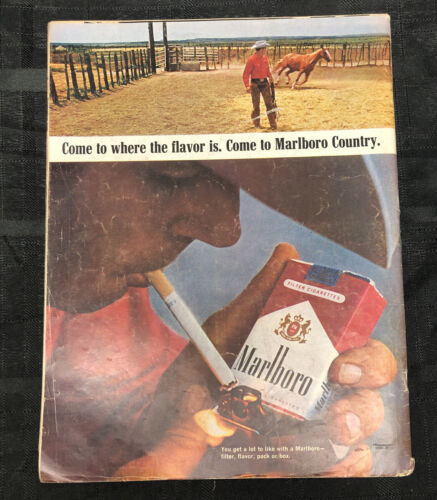 Come to where the flavor is. Come to Marlboro Country.
FILTER CIGARETTES
Marlboro
Marlboro
You get a lot to like with a Marlboro—
filter, flavor, pack or box.